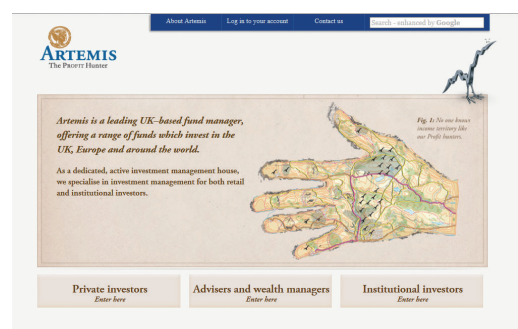 About Artemis Log in to your account Contact us Search - enhanced by Google
ARTEMIS
The PROFIT Hunter
Artemis is a leading UK–based fund manager,
offering a range of funds which invest in the
UK, Europe and around the world.
As a dedicated, active investment management house,
we specialise in investment management for both retail
and institutional investors.
Fig. 1: No one knows
income territory like
our Profit hunters.
Private investors
Enter here
Advisers and wealth managers
Enter here
Institutional investors
Enter here